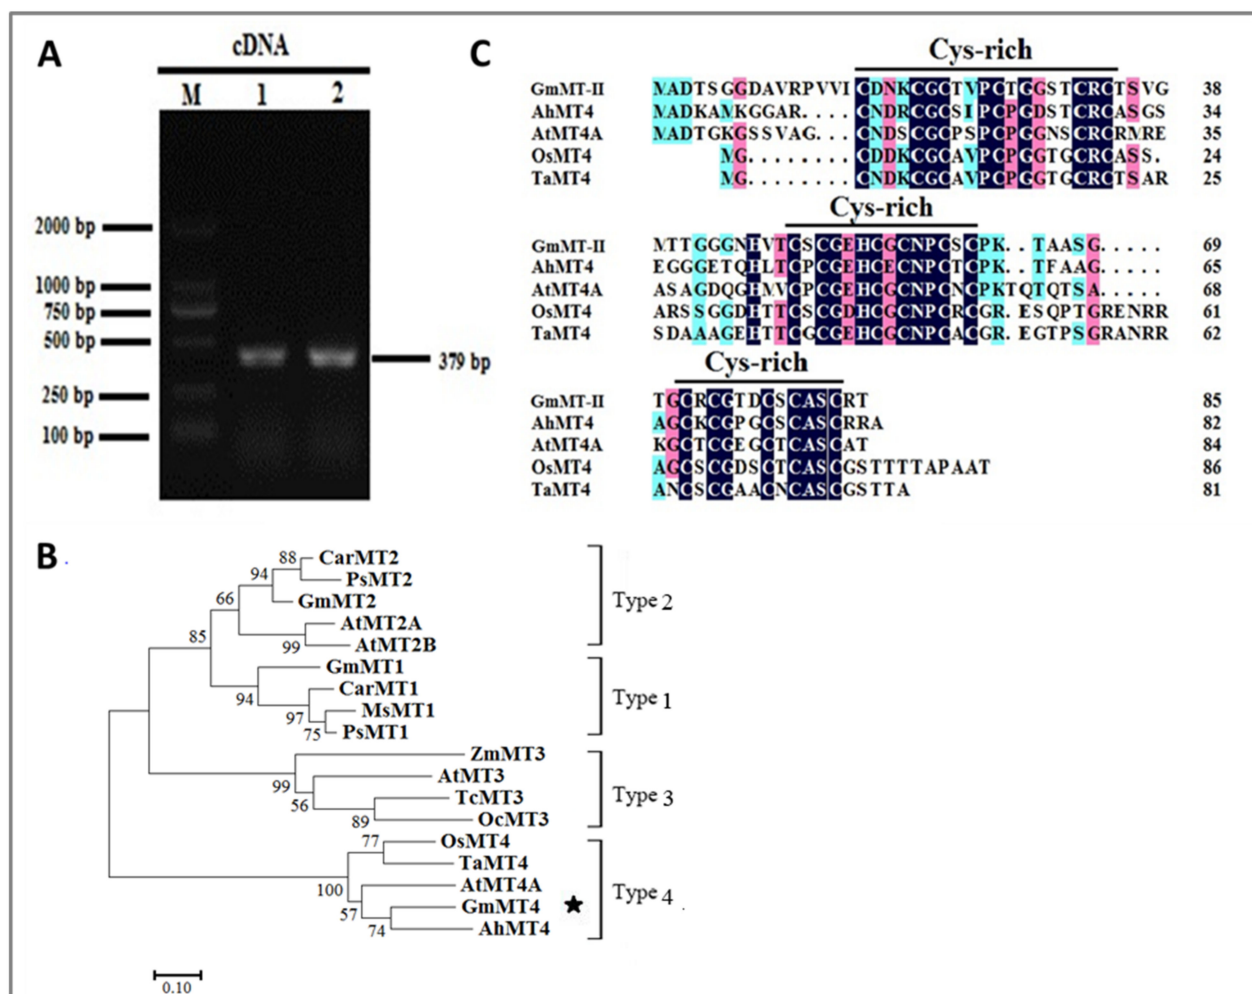 A
cDNA
M 1 2
2000 bp
1000 bp
750 bp
500 bp
250 bp
100 bp
379 bp
C
Cys-rich
GmMT-II MADTSGGDAVRPVVICDNKCGCTVPCTGGSTCRCTSVG 38
AhMT4 MADKAMKGGAR....CNDRCGCSIPCPGDSTCRCASGS 34
AtMT4A MADTGKGSSVAG...CNDSCGCPSPCPGGNSCRCRMRE 35
OsMT4 MG.........CDDKCGCAVPCPGGTGCRCASS. 24
TaMT4 MG.........CNDKCGCAVPCPGGTGCRCTSAR 25
Cys-rich
GmMT-II MTTGGGNHVTCSCGEHCGCNPCSCPK..TAASG..... 69
AhMT4 EGGGETQHLTCPCGEHCECNPCTCPK..TFAAG..... 65
AtMT4A ASAGDQGHMVCPCGEHCGCNPCNCPKTQTQTSA..... 68
OsMT4 ARSSGGDHTTCSCGDHCGCNPCRCGR.ESQPTGRENRR 61
TaMT4 SDAAAGEHTTCGCGEHCGCNPCACGR.EGTPSGRANRR 62
Cys-rich
GmMT-II TGCRCGTDCSCASCRT 85
AhMT4 AGCKCGPGCSCASCRRA 82
AtMT4A KGCTCGEGCTCASCAT 84
OsMT4 AGCSCGDSCTCASCGSTTTTAPAAT 86
TaMT4 ANCSCGAACNCASCGSTTA 81
B
88 CarMT2
94 PsMT2
66 GmMT2
AtMT2A
85 99 AtMT2B
Type 2
GmMT1
94 CarMT1
97 MsMT1
75 PsMT1
Type 1
ZmMT3
99 AtMT3
56 TcMT3
89 OcMT3
Type 3
77 OsMT4
TaMT4
100 AtMT4A
57 GmMT4
74 AhMT4
Type 4
0.10